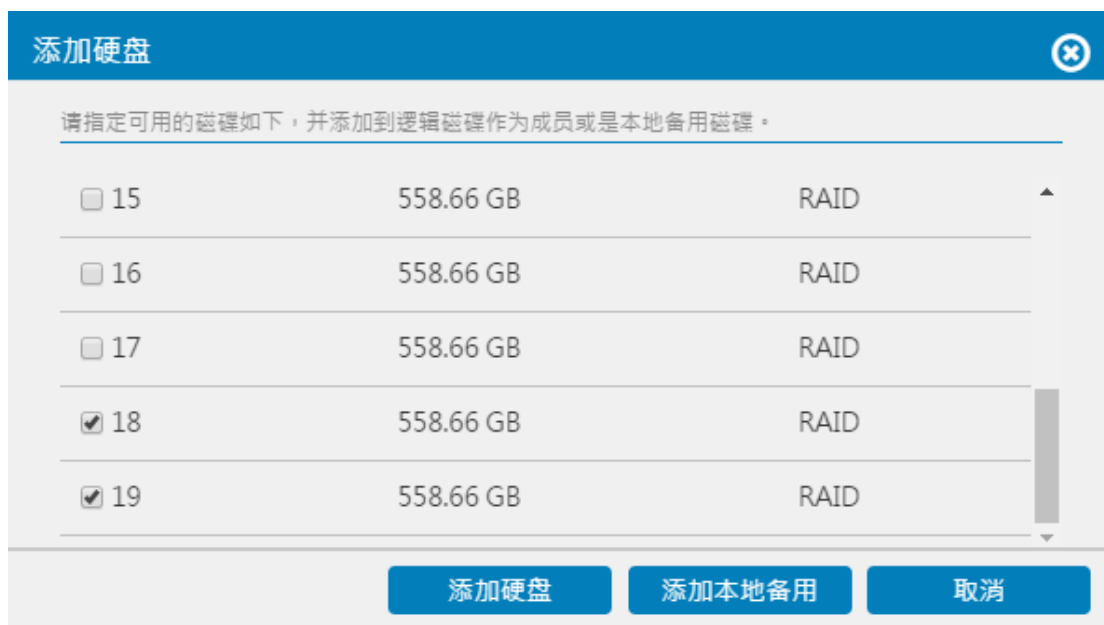 添加硬盘
请指定可用的磁碟如下，并添加到逻辑磁碟作为成员或是本地备用磁碟。
15 558.66 GB RAID
16 558.66 GB RAID
17 558.66 GB RAID
18 558.66 GB RAID
19 558.66 GB RAID
添加硬盘 添加本地备用 取消